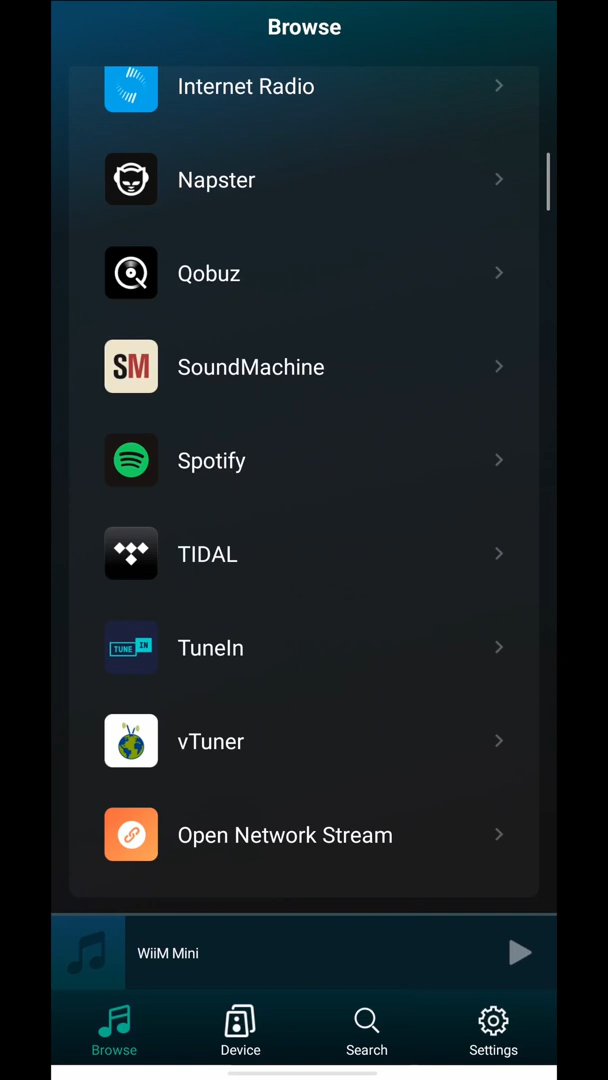 Browse
Internet Radio
Napster
Qobuz
SM SoundMachine
Spotify
TIDAL
TUNE IN TuneIn
vTuner
Open Network Stream
WiiM Mini
Browse Device Search Settings